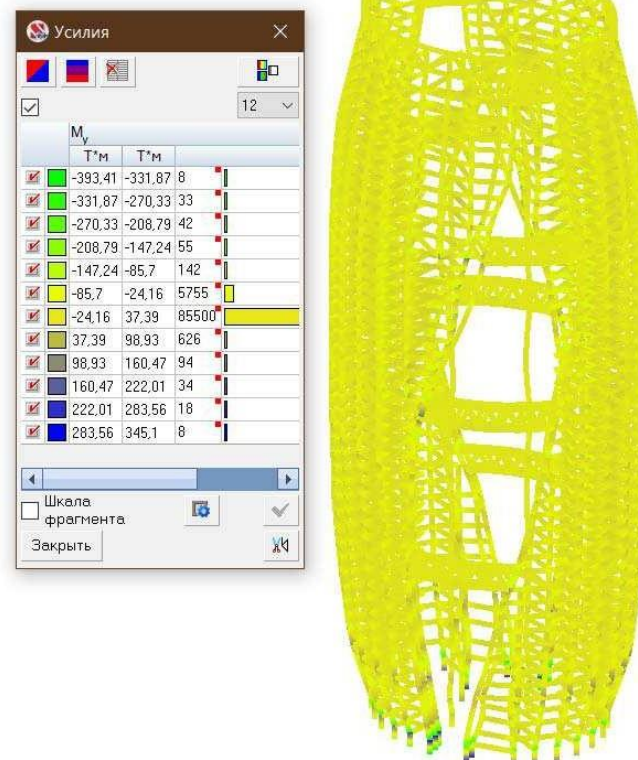 Усилия
12
My
Т*м Т*м
-393,41 -331,87 8
-331,87 -270,33 33
-270,33 -208,79 42
-208,79 -147,24 55
-147,24 -85,7 142
-85,7 -24,16 5755
-24,16 37,39 85500
37,39 98,93 626
98,93 160,47 94
160,47 222,01 34
222,01 283,56 18
283,56 345,1 8
Шкала
фрагмента
Закрыть